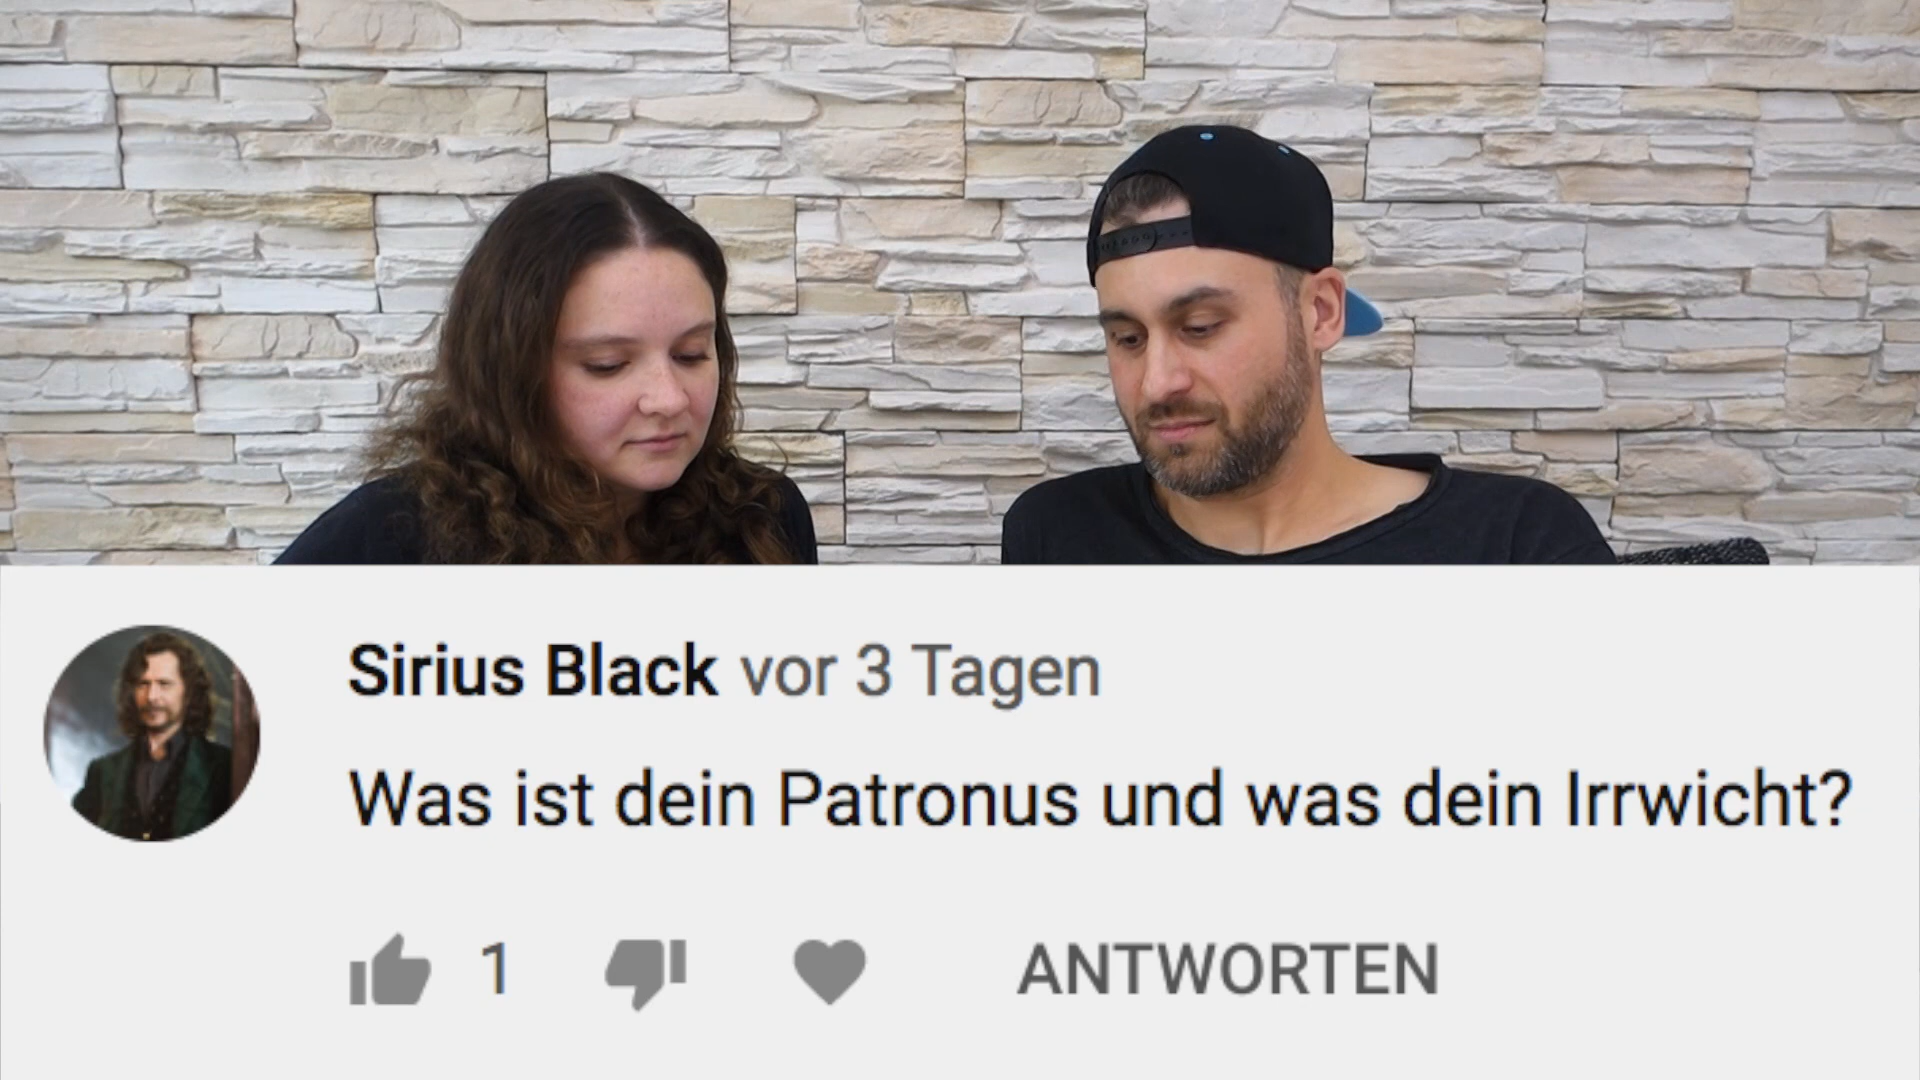 Sirius Black vor 3 Tagen
Was ist dein Patronus und was dein Irrwicht?
1 ANTWORTEN